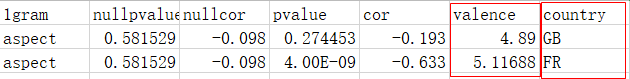 1gram nullpvalue nullcor pvalue cor valence country
aspect 0.581529 -0.098 0.274453 -0.193 4.89 GB
aspect 0.581529 -0.098 4.00E-09 -0.633 5.11688 FR